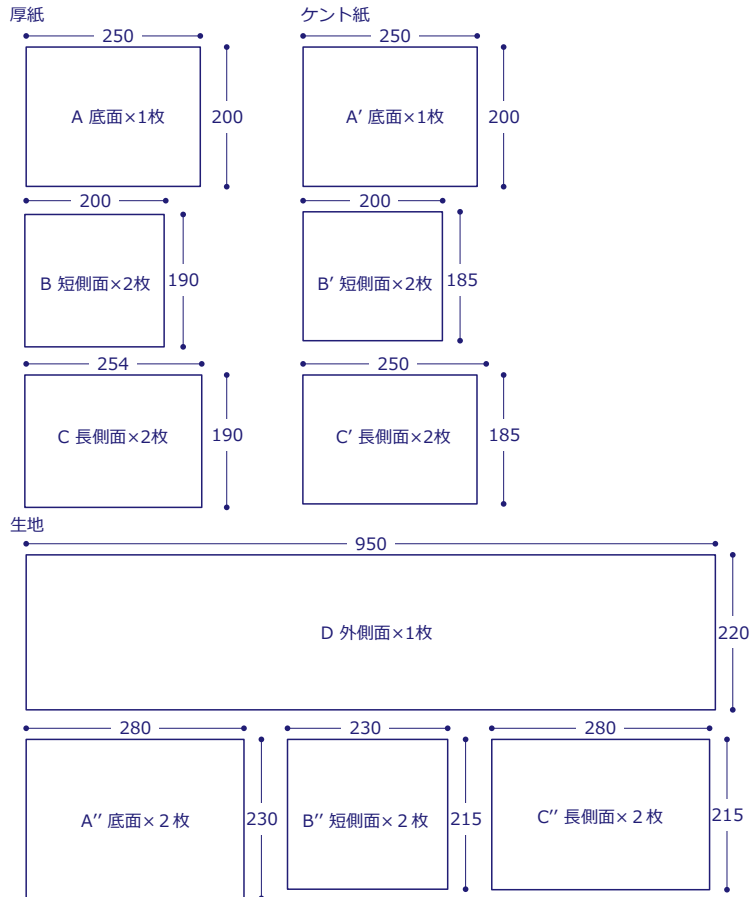 厚紙 ケント紙
250 250
A 底面×1枚 200 A′ 底面×1枚 200
200 200
B 短側面×2枚 190 B′ 短側面×2枚 185
254 250
C 長側面×2枚 190 C′ 長側面×2枚 185
生地
950
D 外側面×1枚 220
280 230 280
A′′ 底面×２枚 230 B′′ 短側面×２枚 215 C′′ 長側面×２枚 215